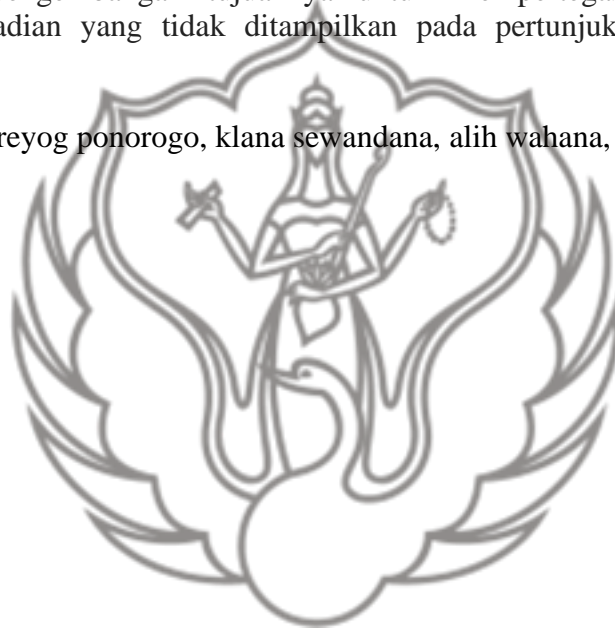 adian yang tidak ditampilkan pada pertunjuk
reyog ponorogo, klana sewandana, alih wahana,